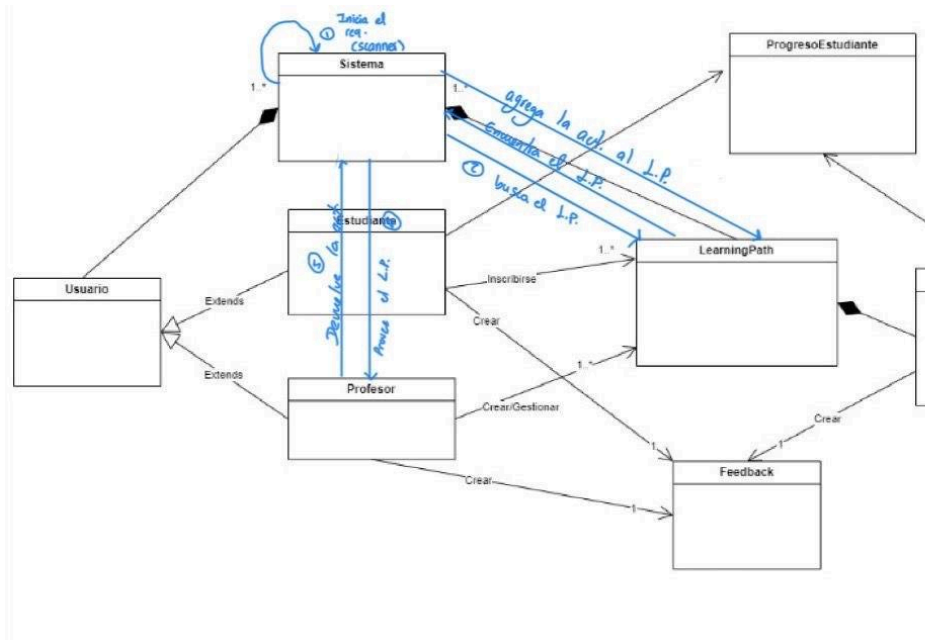 ① Inicia el
req.
(scanner)
Sistema
1..*
1..*
ProgresoEstudiante
agrega la act. al L.P.
Encuentra el L.P.
② busca el L.P.
Estudiante
1..*
LearningPath
Inscribirse
Usuario
Extends
Crear
⑤ Devuelve la act.
el L.P.
Extends
Profesor
1..*
Crear/Gestionar
Crear
1
1
Feedback
Crear
1